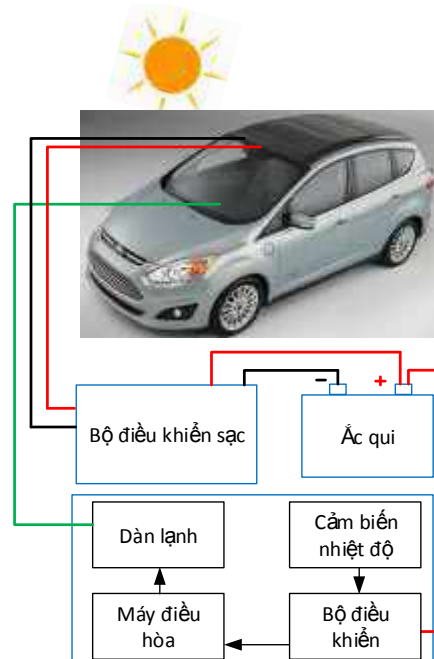 −
+
Bộ điều khiển sạc
Ắc qui
Dàn lạnh
Cảm biến
nhiệt độ
Máy điều
hòa
Bộ điều
khiển